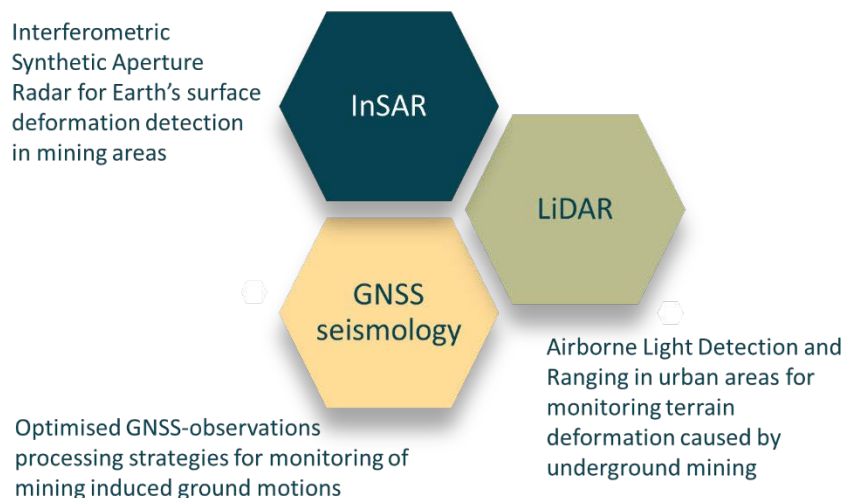 Interferometric
Synthetic Aperture
Radar for Earth's surface
deformation detection
in mining areas
InSAR
LiDAR
GNSS
seismology
Airborne Light Detection and
Ranging in urban areas for
monitoring terrain
deformation caused by
underground mining
Optimised GNSS-observations
processing strategies for monitoring of
mining induced ground motions